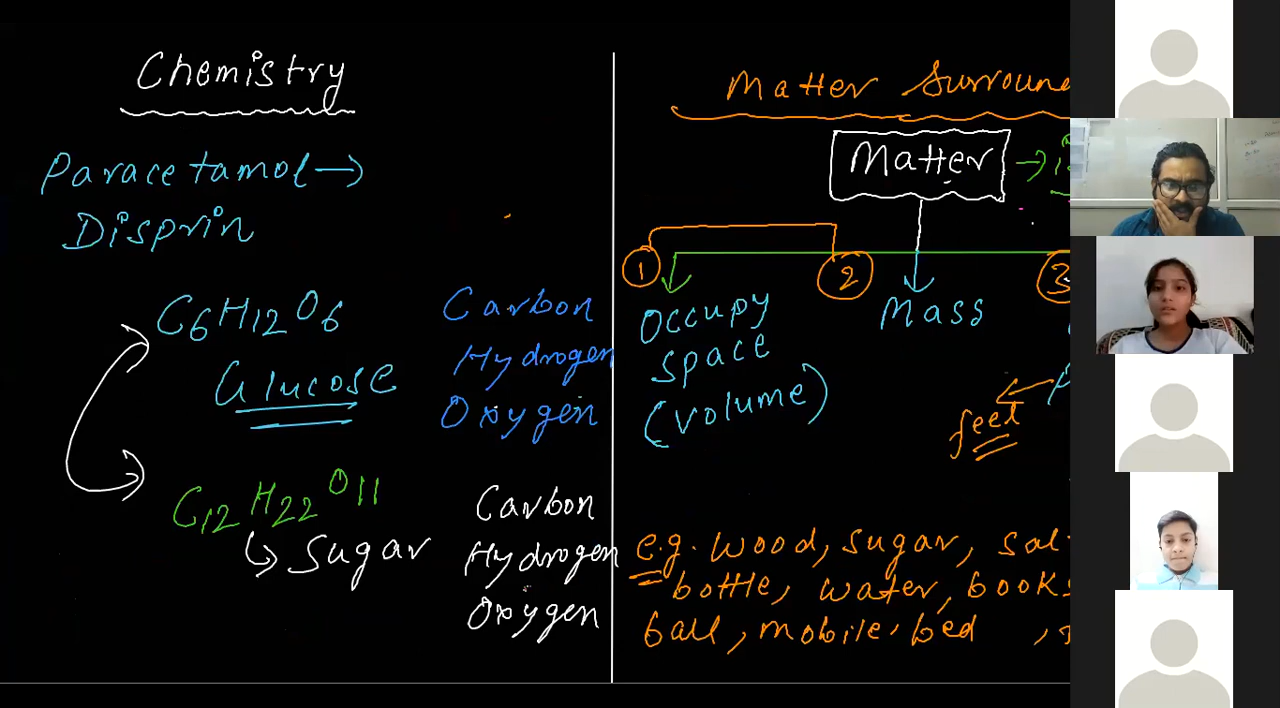 Chemistry
Paracetamol →
Disprin
C6H12O6
Glucose
Carbon
Hydrogen
Oxygen
C12H22O11
↳ Sugar
Carbon
Hydrogen
Oxygen
Matter Surroun
Matter →
1 2 3
Occupy
space
(volume)
Mass
feel
e.g. wood, sugar, sal
bottle, water, books
ball, mobile, bed ,